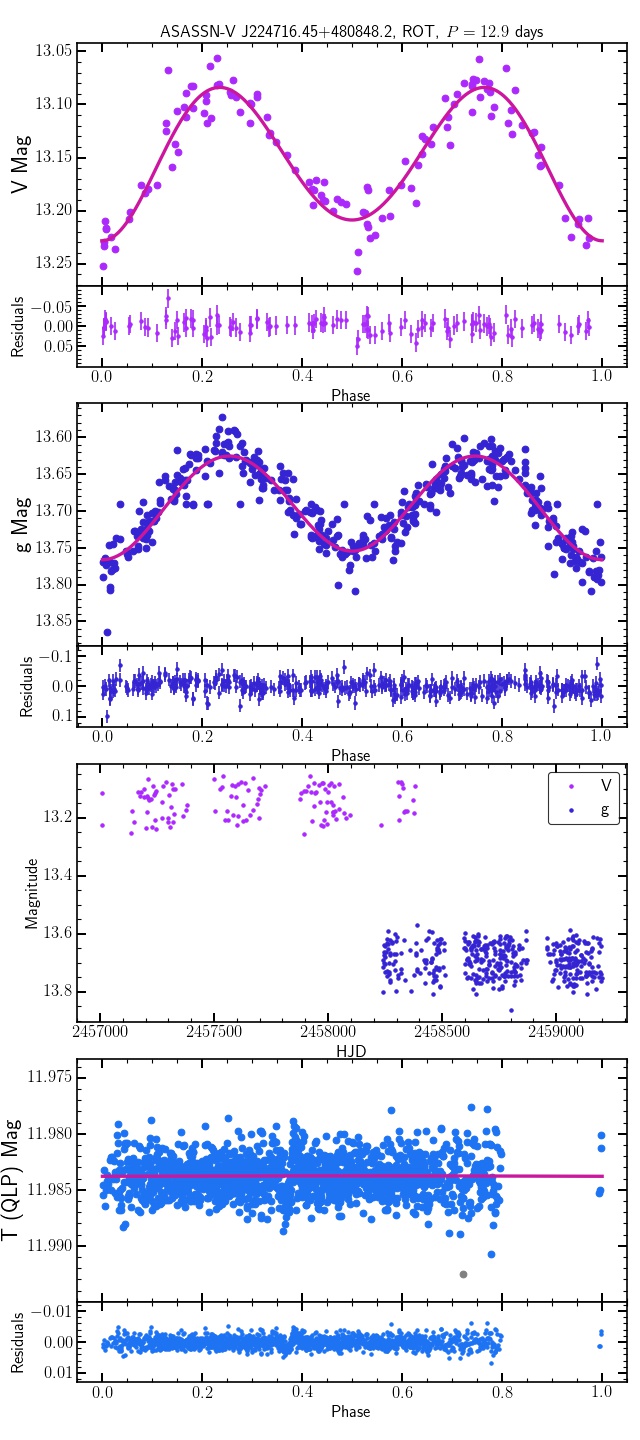 ASASSN-V J224716.45+480848.2, ROT, P = 12.9 days
13.05
13.10
13.15
13.20
13.25
V Mag
−0.05
0.00
0.05
Residuals
0.0 0.2 0.4 0.6 0.8 1.0
Phase
13.60
13.65
13.70
13.75
13.80
13.85
g Mag
−0.1
0.0
0.1
Residuals
0.0 0.2 0.4 0.6 0.8 1.0
Phase
V
g
13.2
13.4
13.6
13.8
Magnitude
2457000 2457500 2458000 2458500 2459000
HJD
11.975
11.980
11.985
11.990
T (QLP) Mag
−0.01
0.00
0.01
Residuals
0.0 0.2 0.4 0.6 0.8 1.0
Phase